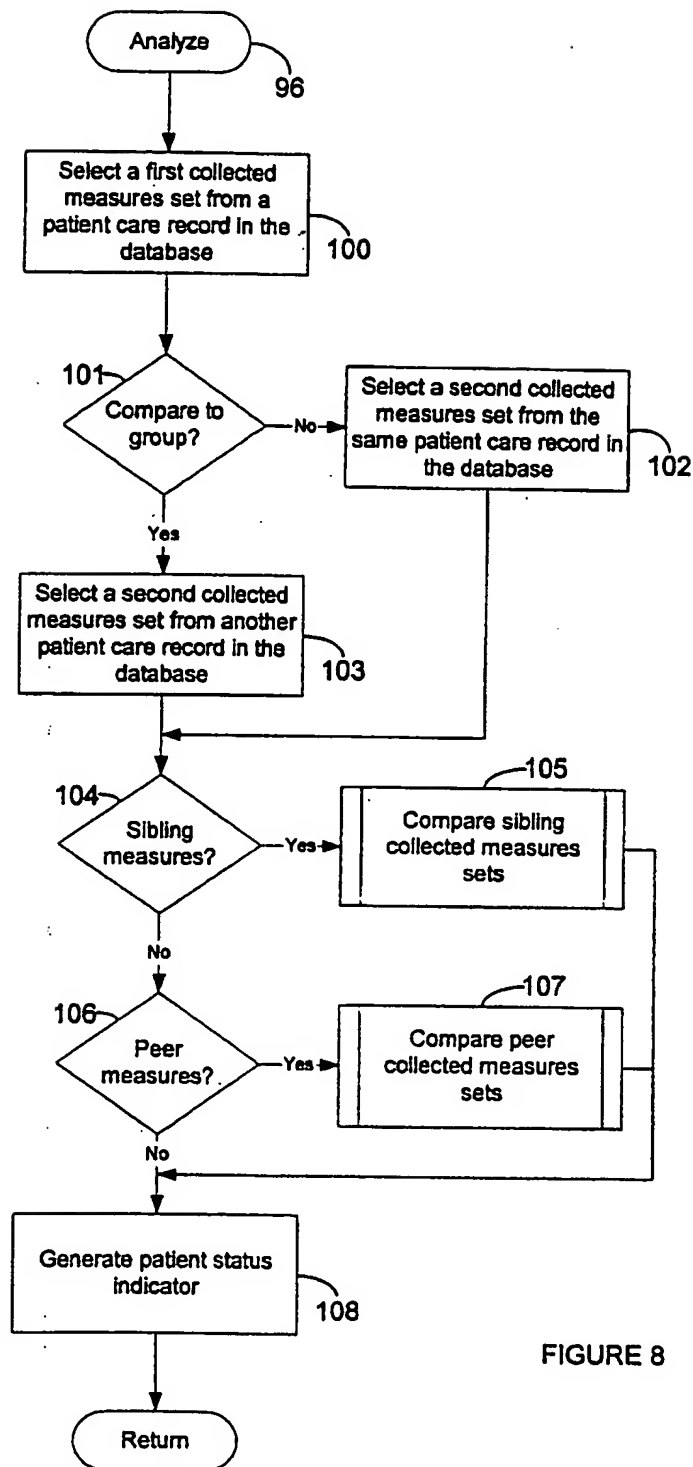 Analyze
96
Select a first collected
measures set from a
patient care record in the
database
100
101
Compare to
group?
No
Select a second collected
measures set from the
same patient care record in
the database
102
Yes
Select a second collected
measures set from another
patient care record in the
database
103
104
Sibling
measures?
Yes
105
Compare sibling
collected measures
sets
No
106
Peer
measures?
Yes
107
Compare peer
collected measures
sets
No
Generate patient status
indicator
108
FIGURE 8
Return